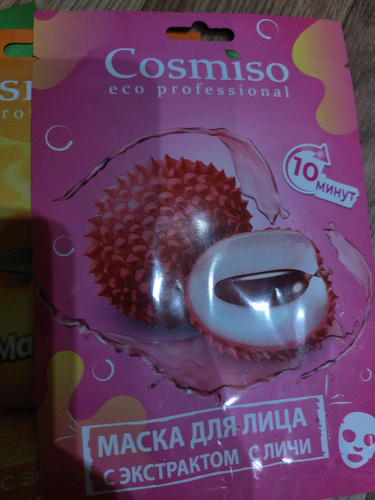 Cosmiso
eco professional
10
минут
МАСКА ДЛЯ ЛИЦА
С ЭКСТРАКТОМ С ЛИЧИ